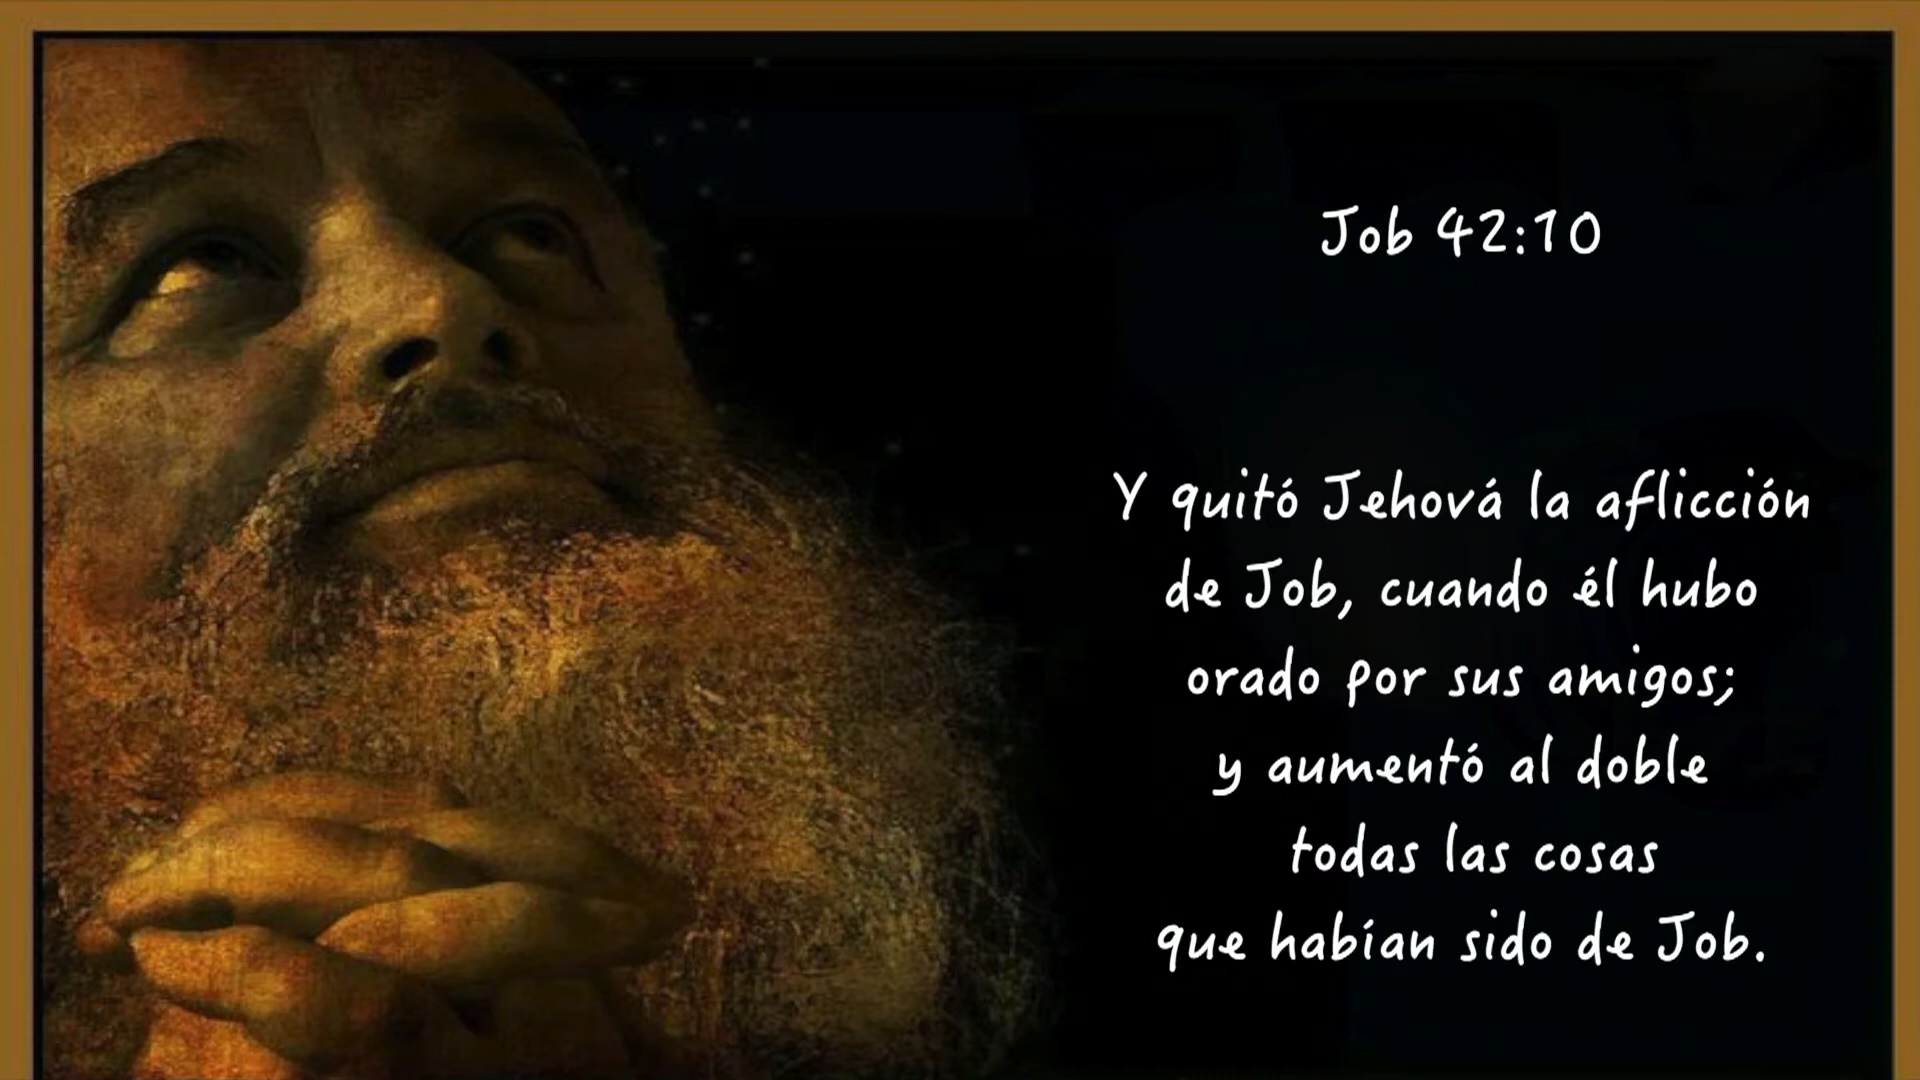 Job 42:10
Y quitó Jehová la aflicción
de Job, cuando él hubo
orado por sus amigos;
y aumentó al doble
todas las cosas
que habían sido de Job.